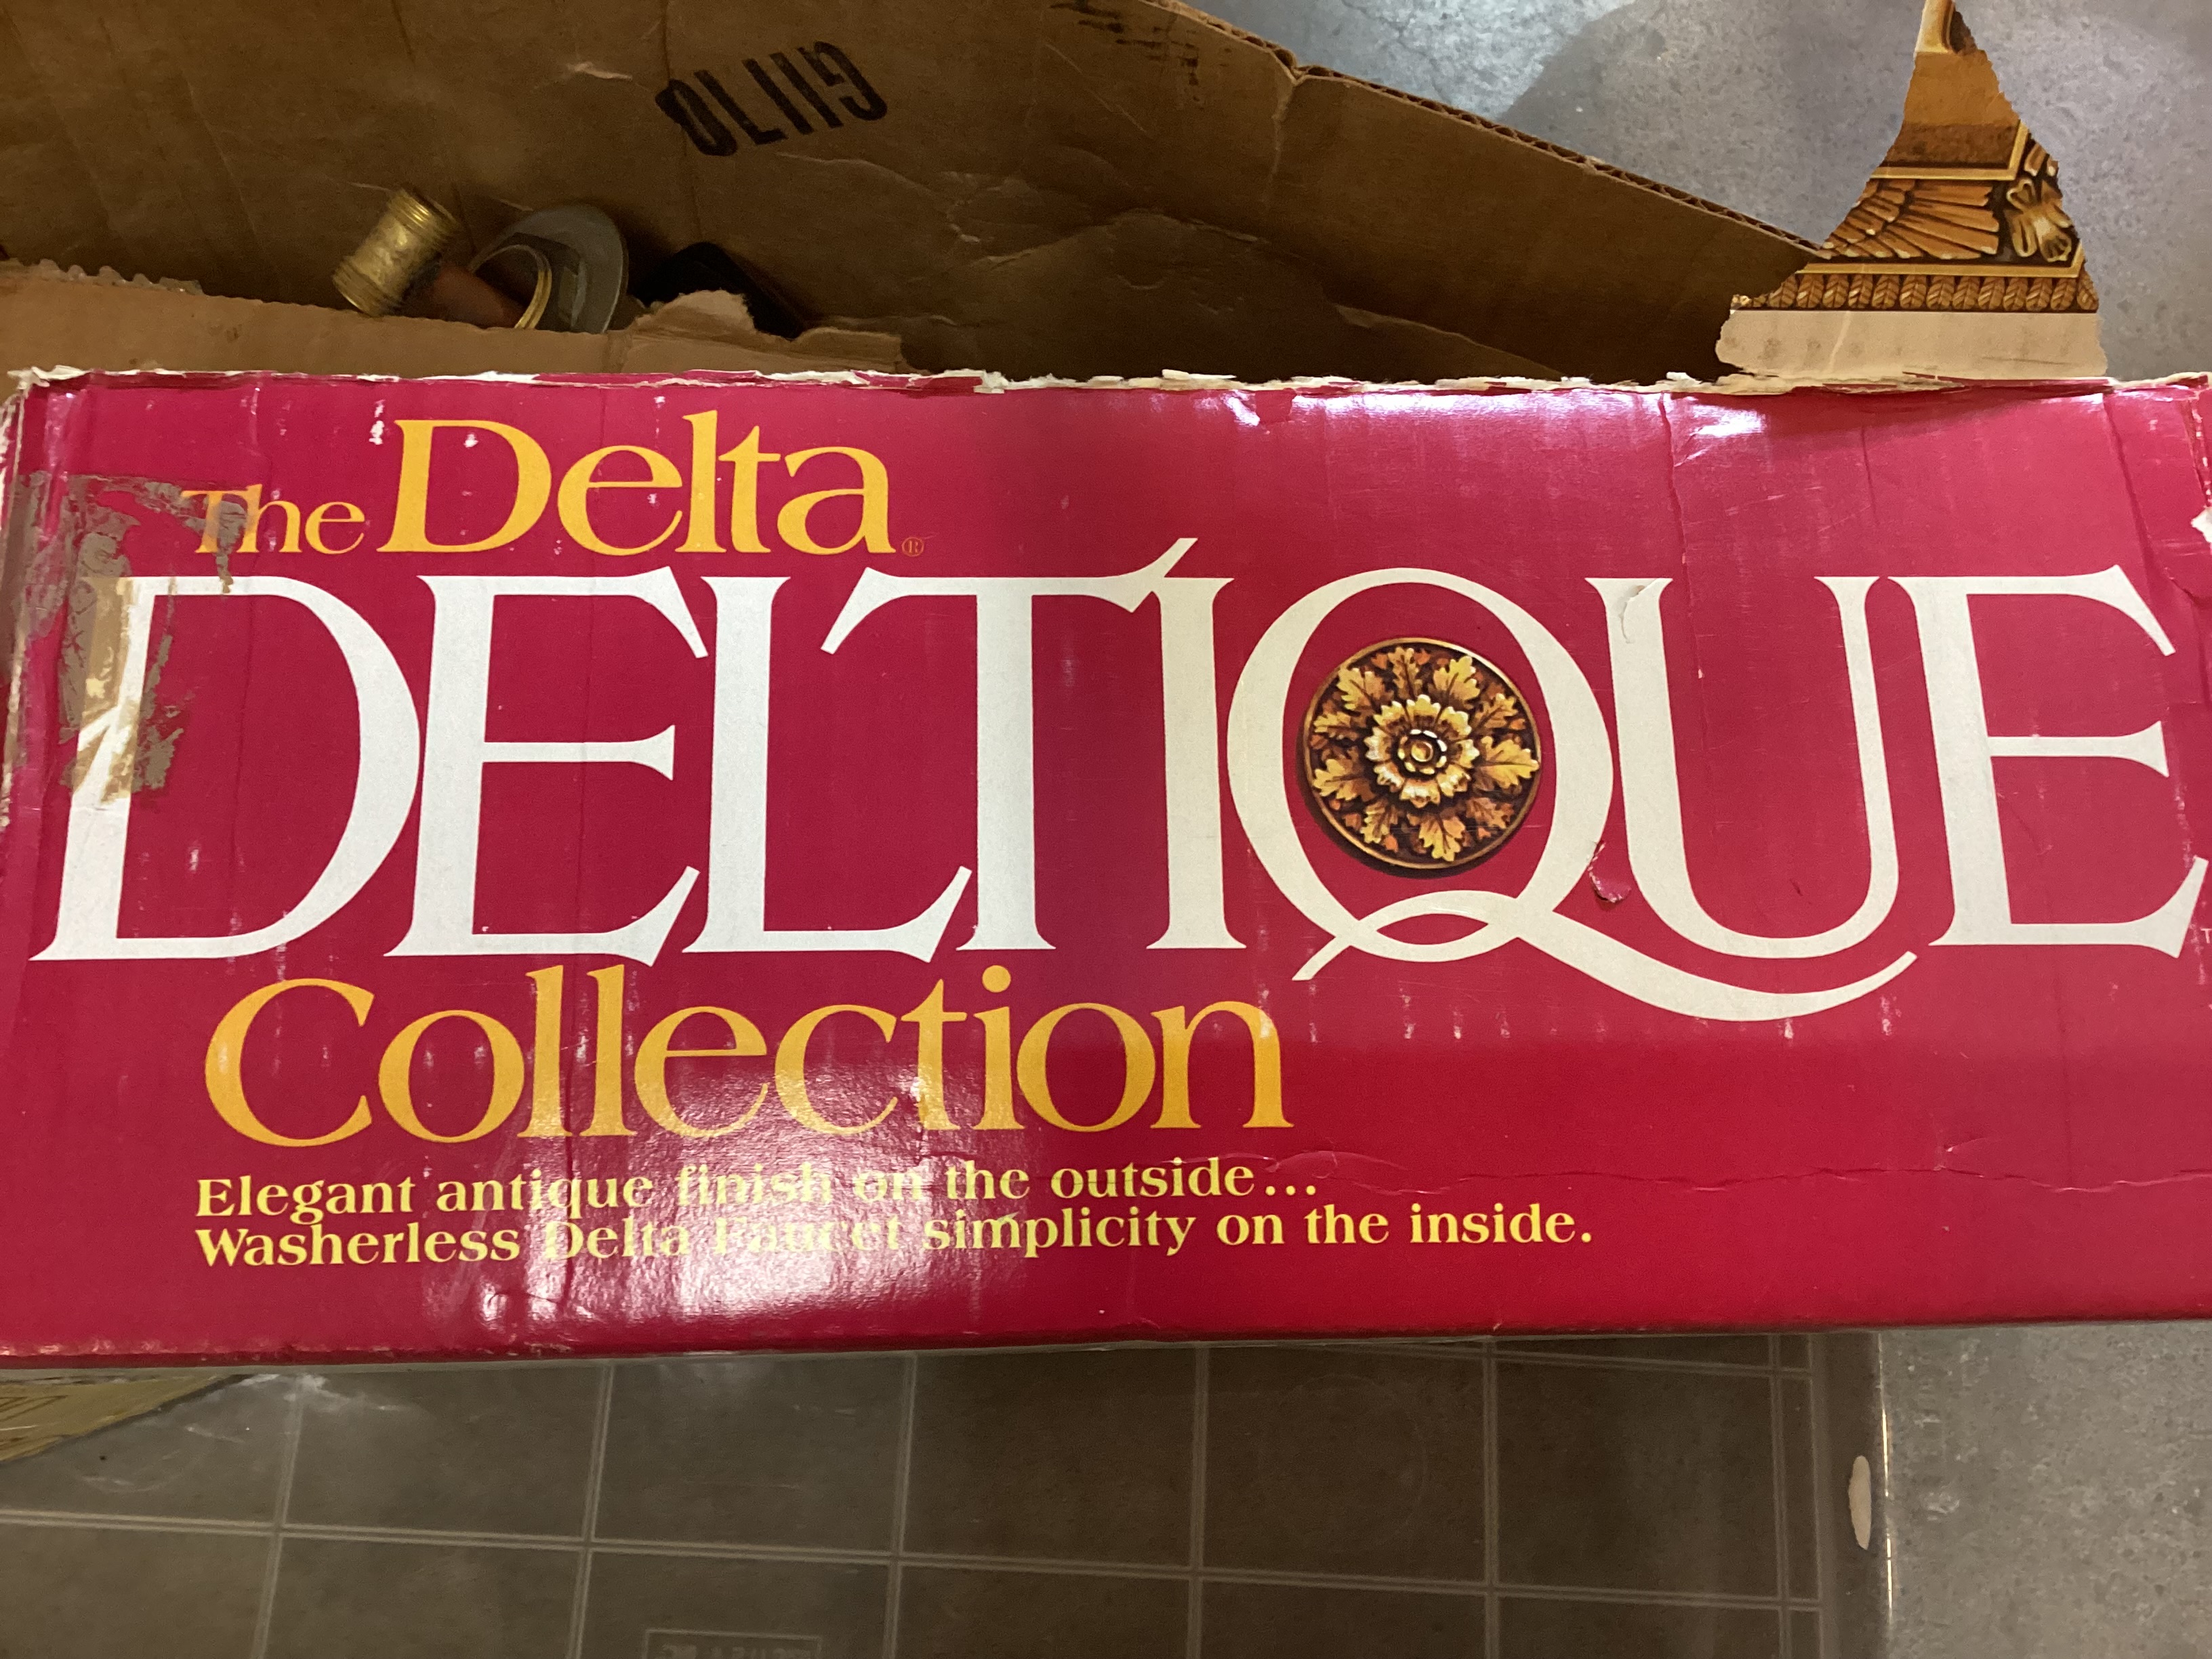 The Delta®
DELTIQUE
Collection
Elegant antique finish on the outside...
Washerless Delta Faucet simplicity on the inside.